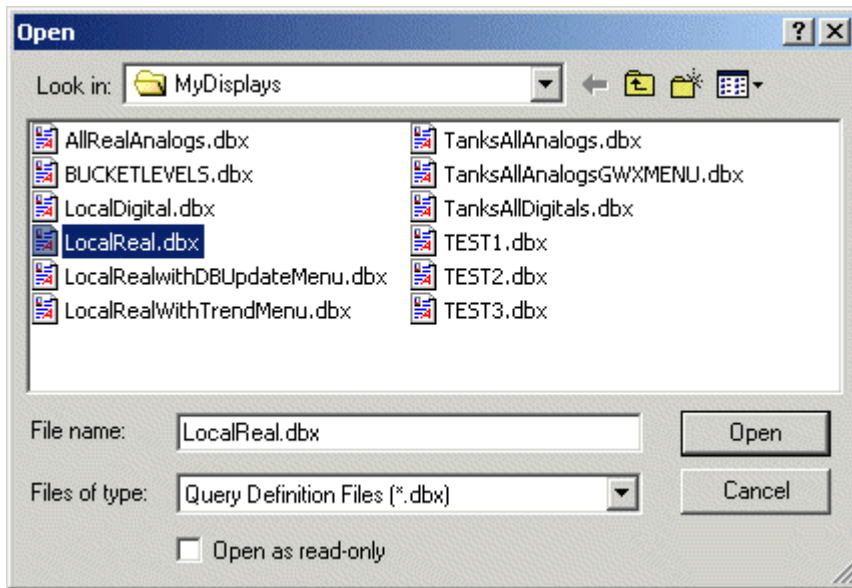 Open
Look in: MyDisplays
AllRealAnalogs.dbx
BUCKETLEVELS.dbx
LocalDigital.dbx
LocalReal.dbx
LocalRealwithDBUpdateMenu.dbx
LocalRealWithTrendMenu.dbx
TanksAllAnalogs.dbx
TanksAllAnalogsGWXMENU.dbx
TanksAllDigitals.dbx
TEST1.dbx
TEST2.dbx
TEST3.dbx
File name: LocalReal.dbx Open
Files of type: Query Definition Files (*.dbx) Cancel
Open as read-only